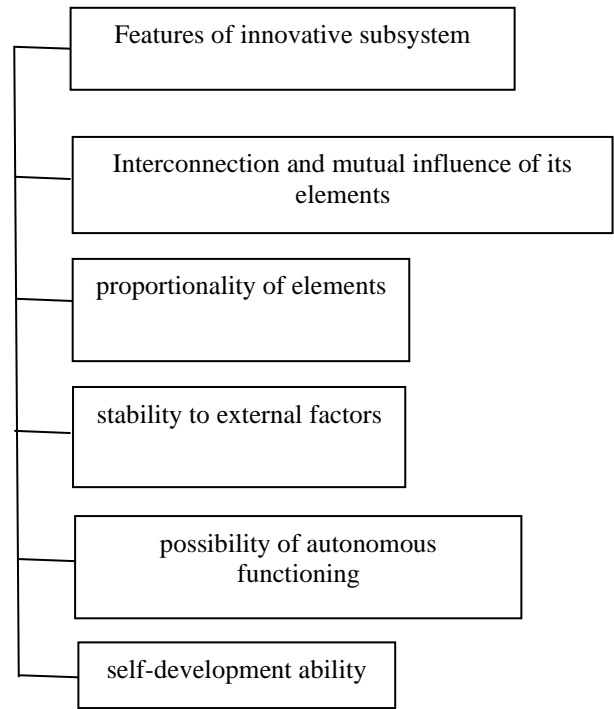 Features of innovative subsystem
Interconnection and mutual influence of its
elements
proportionality of elements
stability to external factors
possibility of autonomous
functioning
self-development ability